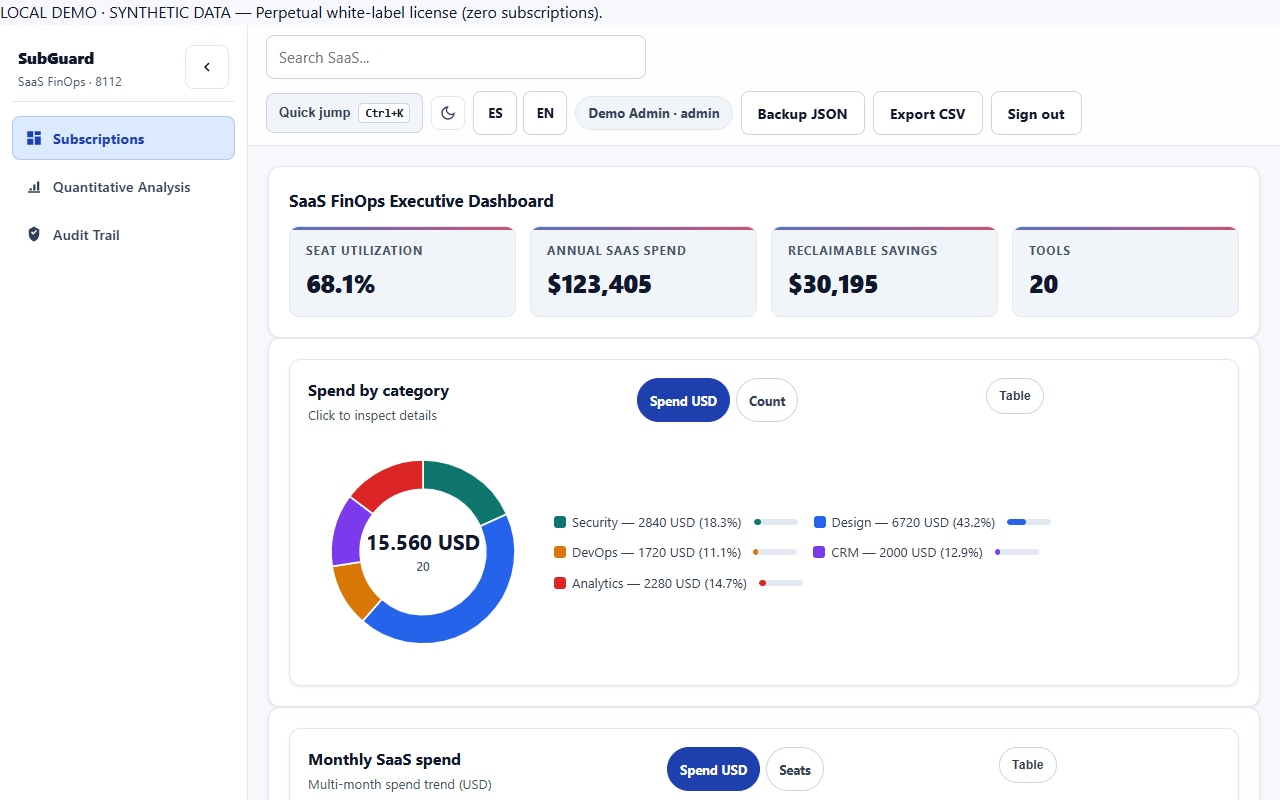 LOCAL DEMO · SYNTHETIC DATA — Perpetual white-label license (zero subscriptions).
SubGuard
SaaS FinOps · 8112
Subscriptions
Quantitative Analysis
Audit Trail
Search SaaS...
Quick jump Ctrl+K
ES
EN
Demo Admin · admin
Backup JSON
Export CSV
Sign out
SaaS FinOps Executive Dashboard
SEAT UTILIZATION
68.1%
ANNUAL SAAS SPEND
$123,405
RECLAIMABLE SAVINGS
$30,195
TOOLS
20
Spend by category
Click to inspect details
Spend USD
Count
Table
15.560 USD
20
Security — 2840 USD (18.3%)
Design — 6720 USD (43.2%)
DevOps — 1720 USD (11.1%)
CRM — 2000 USD (12.9%)
Analytics — 2280 USD (14.7%)
Monthly SaaS spend
Multi-month spend trend (USD)
Spend USD
Seats
Table